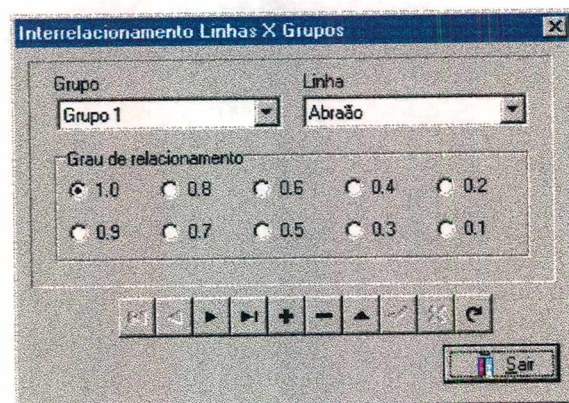 Interrelacionamento Linhas X Grupos
Grupo Linha
Grupo 1 Abraão
Grau de relacionamento
1.0 0.8 0.6 0.4 0.2
0.9 0.7 0.5 0.3 0.1
Sair